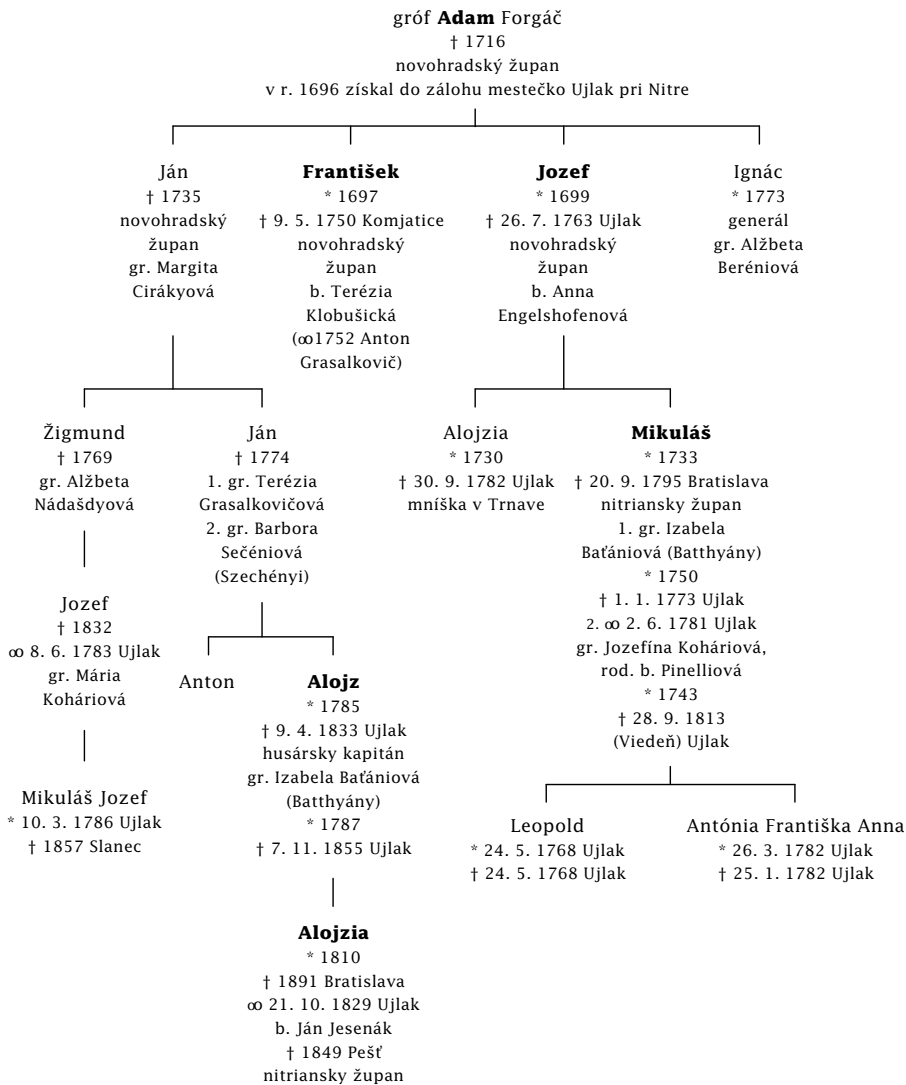 gróf Adam Forgáč
† 1716
novohradský župan
v r. 1696 získal do zálohu mestečko Ujlak pri Nitre
Ján
† 1735
novohradský
župan
gr. Margita
Cirákyová
František
* 1697
† 9. 5. 1750 Komjatice
novohradský
župan
b. Terézia
Klobušická
(ꝏ1752 Anton
Grasalkovič)
Jozef
* 1699
† 26. 7. 1763 Ujlak
novohradský
župan
b. Anna
Engelshofenová
Ignác
* 1773
generál
gr. Alžbeta
Beréniová
Žigmund
† 1769
gr. Alžbeta
Nádašdyová
Ján
† 1774
1. gr. Terézia
Grasalkovičová
2. gr. Barbora
Sečéniová
(Szechényi)
Alojzia
* 1730
† 30. 9. 1782 Ujlak
mníška v Trnave
Mikuláš
* 1733
† 20. 9. 1795 Bratislava
nitriansky župan
1. gr. Izabela
Baťániová (Batthyány)
* 1750
† 1. 1. 1773 Ujlak
2. ꝏ 2. 6. 1781 Ujlak
gr. Jozefína Koháriová,
rod. b. Pinelliová
* 1743
† 28. 9. 1813
(Viedeň) Ujlak
Jozef
† 1832
ꝏ 8. 6. 1783 Ujlak
gr. Mária
Koháriová
Anton
Alojz
* 1785
† 9. 4. 1833 Ujlak
husársky kapitán
gr. Izabela Baťániová
(Batthyány)
* 1787
† 7. 11. 1855 Ujlak
Mikuláš Jozef
* 10. 3. 1786 Ujlak
† 1857 Slanec
Leopold
* 24. 5. 1768 Ujlak
† 24. 5. 1768 Ujlak
Antónia Františka Anna
* 26. 3. 1782 Ujlak
† 25. 1. 1782 Ujlak
Alojzia
* 1810
† 1891 Bratislava
ꝏ 21. 10. 1829 Ujlak
b. Ján Jesenák
† 1849 Pešť
nitriansky župan